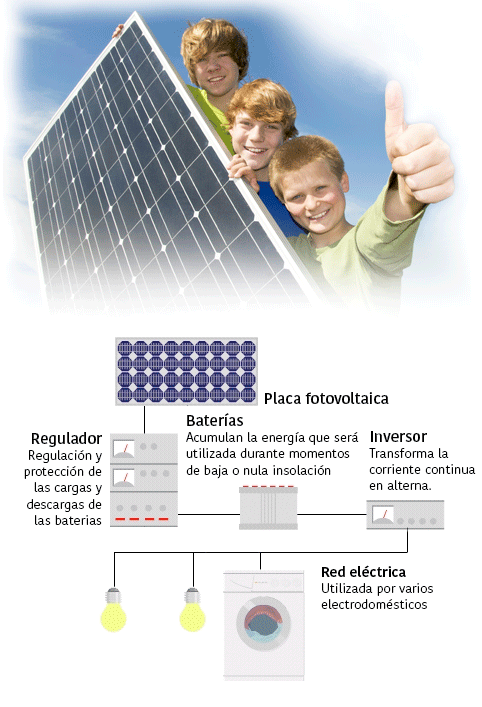 Placa fotovoltaica
Baterías
Acumulan la energía que será
utilizada durante momentos
de baja o nula insolación
Regulador
Regulación y
protección de
las cargas y
descargas de
las baterias
Inversor
Transforma la
corriente continua
en alterna.
Red eléctrica
Utilizada por varios
electrodomésticos